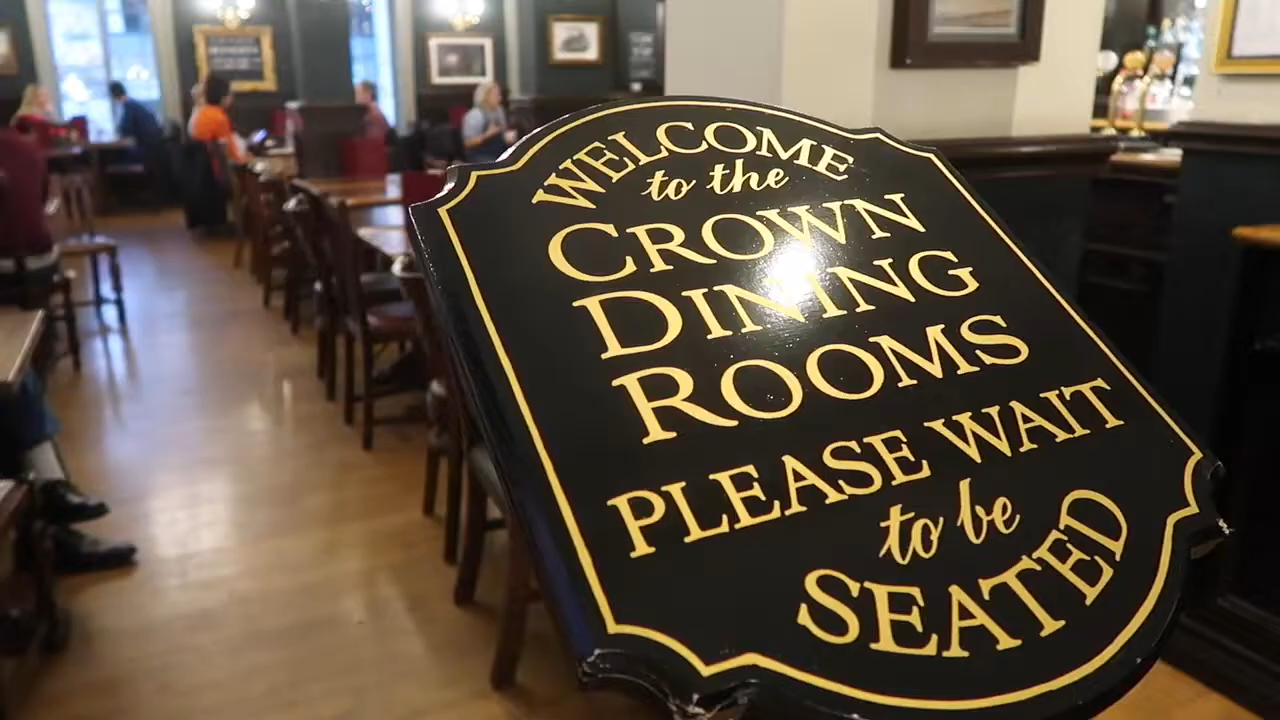 WELCOME
to the
CROWN
DINING
ROOMS
PLEASE WAIT
to be
SEATED